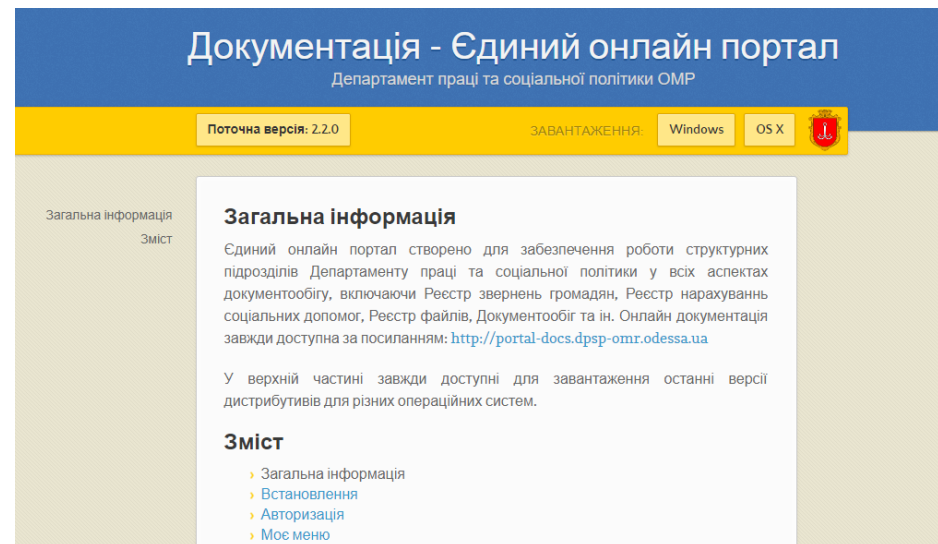 Документація - Єдиний онлайн портал
Департамент праці та соціальної політики ОМР
Поточна версія: 2.2.0
ЗАВАНТАЖЕННЯ:
Windows
OS X
Загальна інформація
Зміст
Загальна інформація
Єдиний онлайн портал створено для забезпечення роботи структурних
підрозділів Департаменту праці та соціальної політики у всіх аспектах
документообігу, включаючи Реєстр звернень громадян, Реєстр нарахуваннь
соціальних допомог, Реєстр файлів, Документообіг та ін. Онлайн документація
завжди доступна за посиланням: http://portal-docs.dpsp-omr.odessa.ua
У верхній частині завжди доступні для завантаження останні версії
дистрибутивів для різних операційних систем.
Зміст
› Загальна інформація
› Встановлення
› Авторизація
› Моє меню